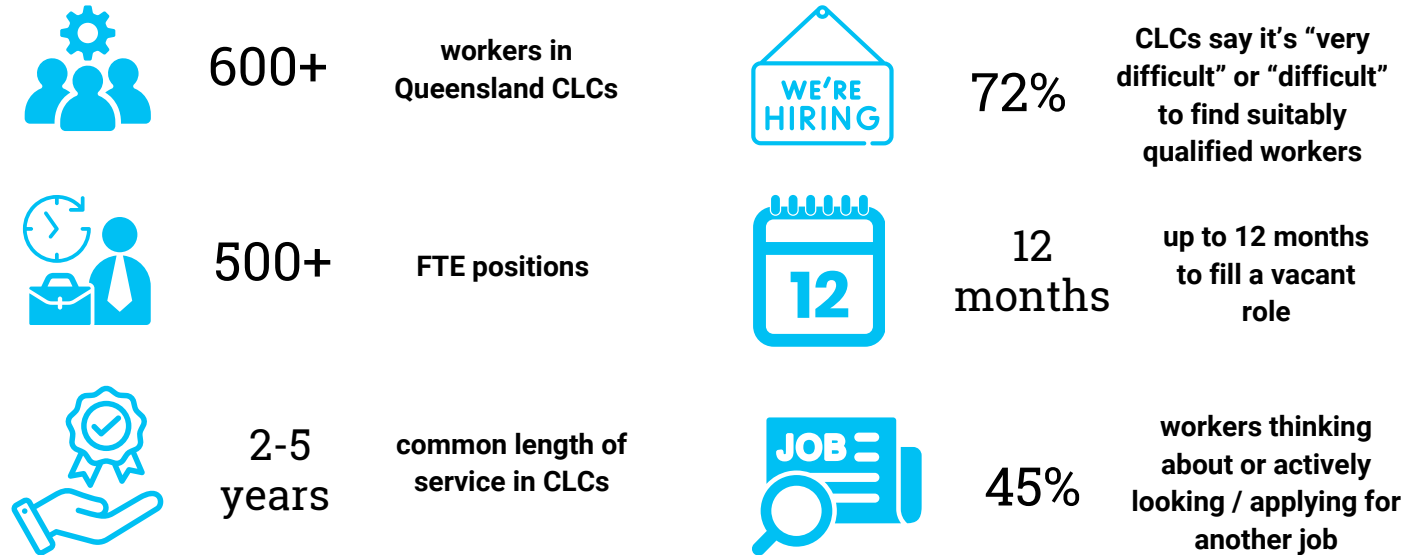 600+
workers in
Queensland CLCs
WE'RE
HIRING
72%
CLCs say it's “very
difficult” or “difficult”
to find suitably
qualified workers
500+
FTE positions
12
12
months
up to 12 months
to fill a vacant
role
2-5
years
common length of
service in CLCs
JOB
45%
workers thinking
about or actively
looking / applying for
another job